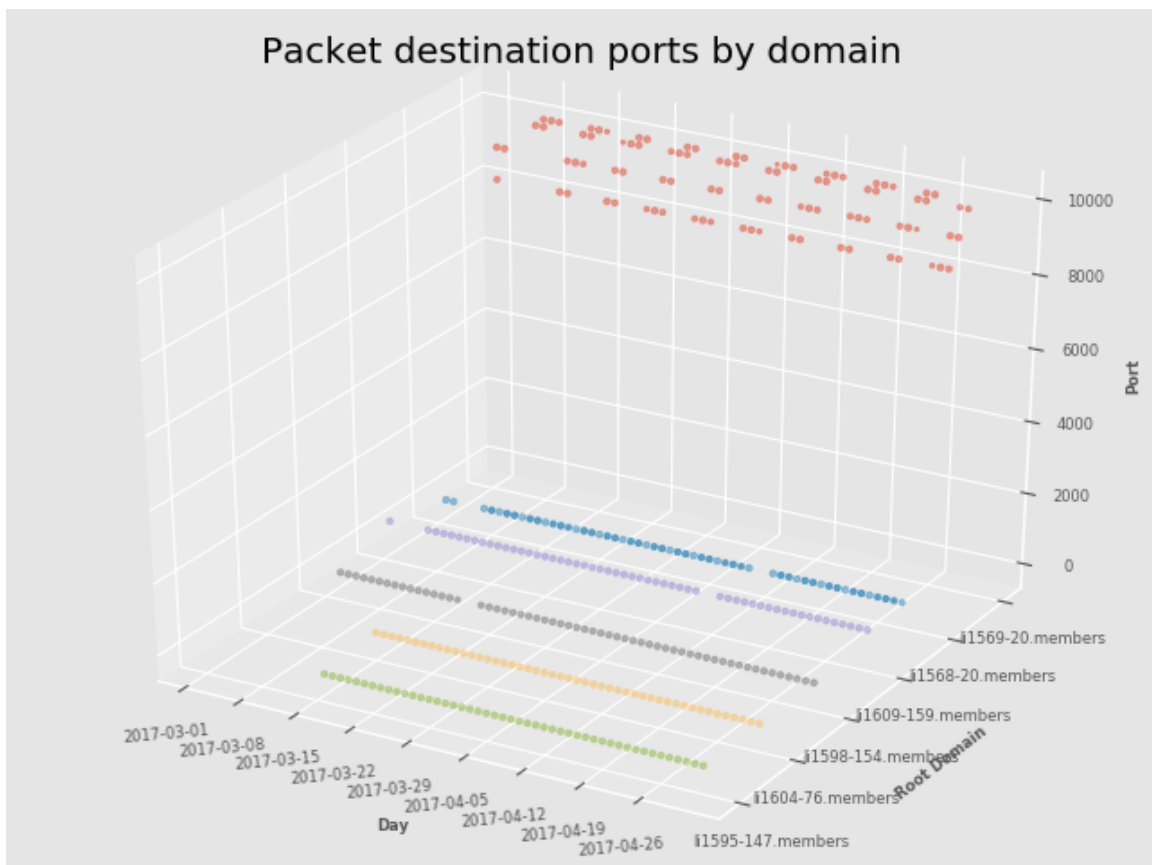 Packet destination ports by domain
10000
8000
6000
4000
2000
0
Port
li1569-20.members
li1568-20.members
li1609-159.members
li1598-154.members
li1604-76.members
li1595-147.members
Root Domain
2017-03-01
2017-03-08
2017-03-15
2017-03-22
2017-03-29
2017-04-05
2017-04-12
2017-04-19
2017-04-26
Day